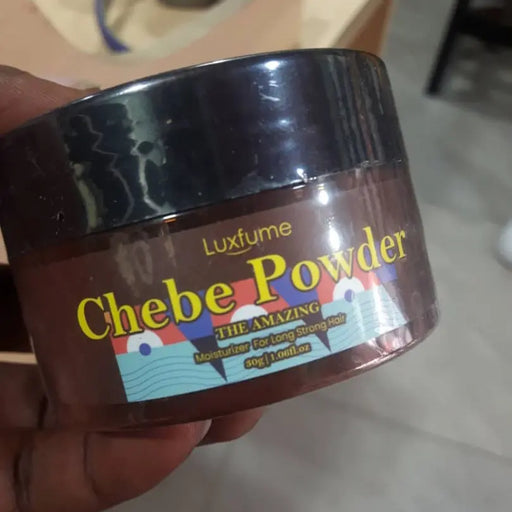 Luxfume
Chebe Powder
THE AMAZING
Moisturizer For Long Strong Hair
50g | 1.06fl.oz